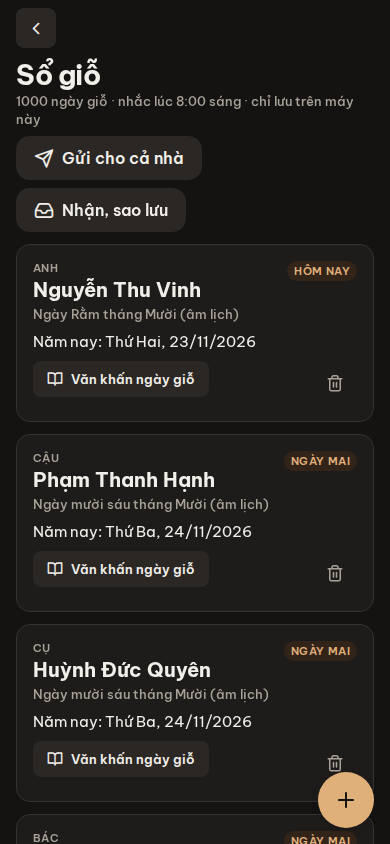 Sổ giỗ
1000 ngày giỗ · nhắc lúc 8:00 sáng · chỉ lưu trên máy
này
Gửi cho cả nhà
Nhận, sao lưu
ANH
HÔM NAY
Nguyễn Thu Vinh
Ngày Rằm tháng Mười (âm lịch)
Năm nay: Thứ Hai, 23/11/2026
Văn khấn ngày giỗ
CẬU
NGÀY MAI
Phạm Thanh Hạnh
Ngày mười sáu tháng Mười (âm lịch)
Năm nay: Thứ Ba, 24/11/2026
Văn khấn ngày giỗ
CỤ
NGÀY MAI
Huỳnh Đức Quyên
Ngày mười sáu tháng Mười (âm lịch)
Năm nay: Thứ Ba, 24/11/2026
Văn khấn ngày giỗ
BÁC
NGÀY MAI